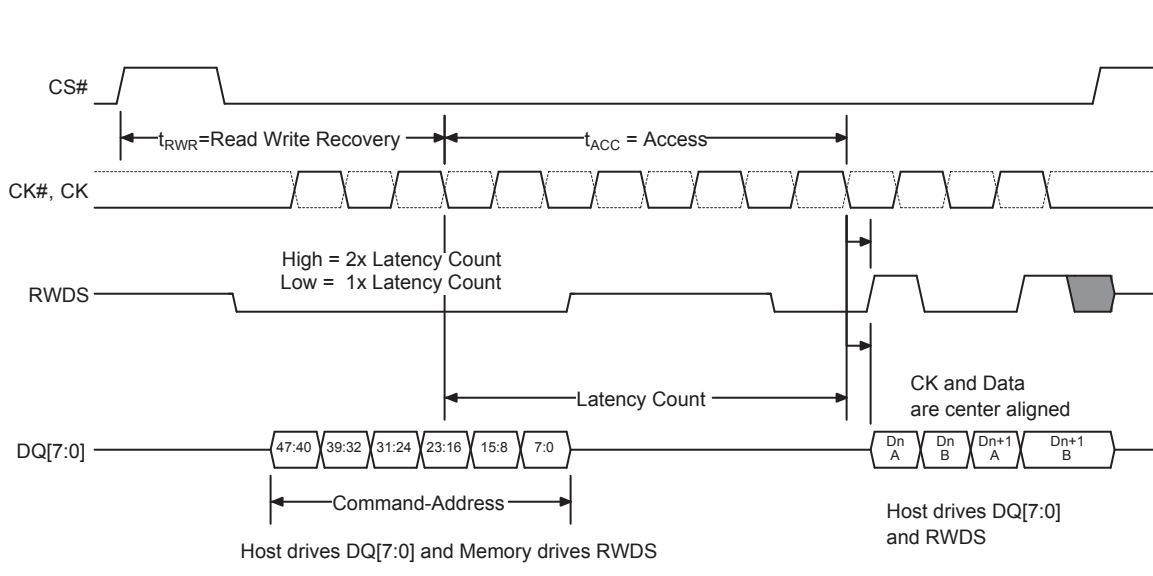 CS#
tRWR=Read Write Recovery
tACC = Access
CK#, CK
High = 2x Latency Count
Low = 1x Latency Count
RWDS
Latency Count
CK and Data
are center aligned
DQ[7:0]
47:40 39:32 31:24 23:16 15:8 7:0
Dn A
Dn B
Dn+1 A
Dn+1 B
Command-Address
Host drives DQ[7:0]
and RWDS
Host drives DQ[7:0] and Memory drives RWDS